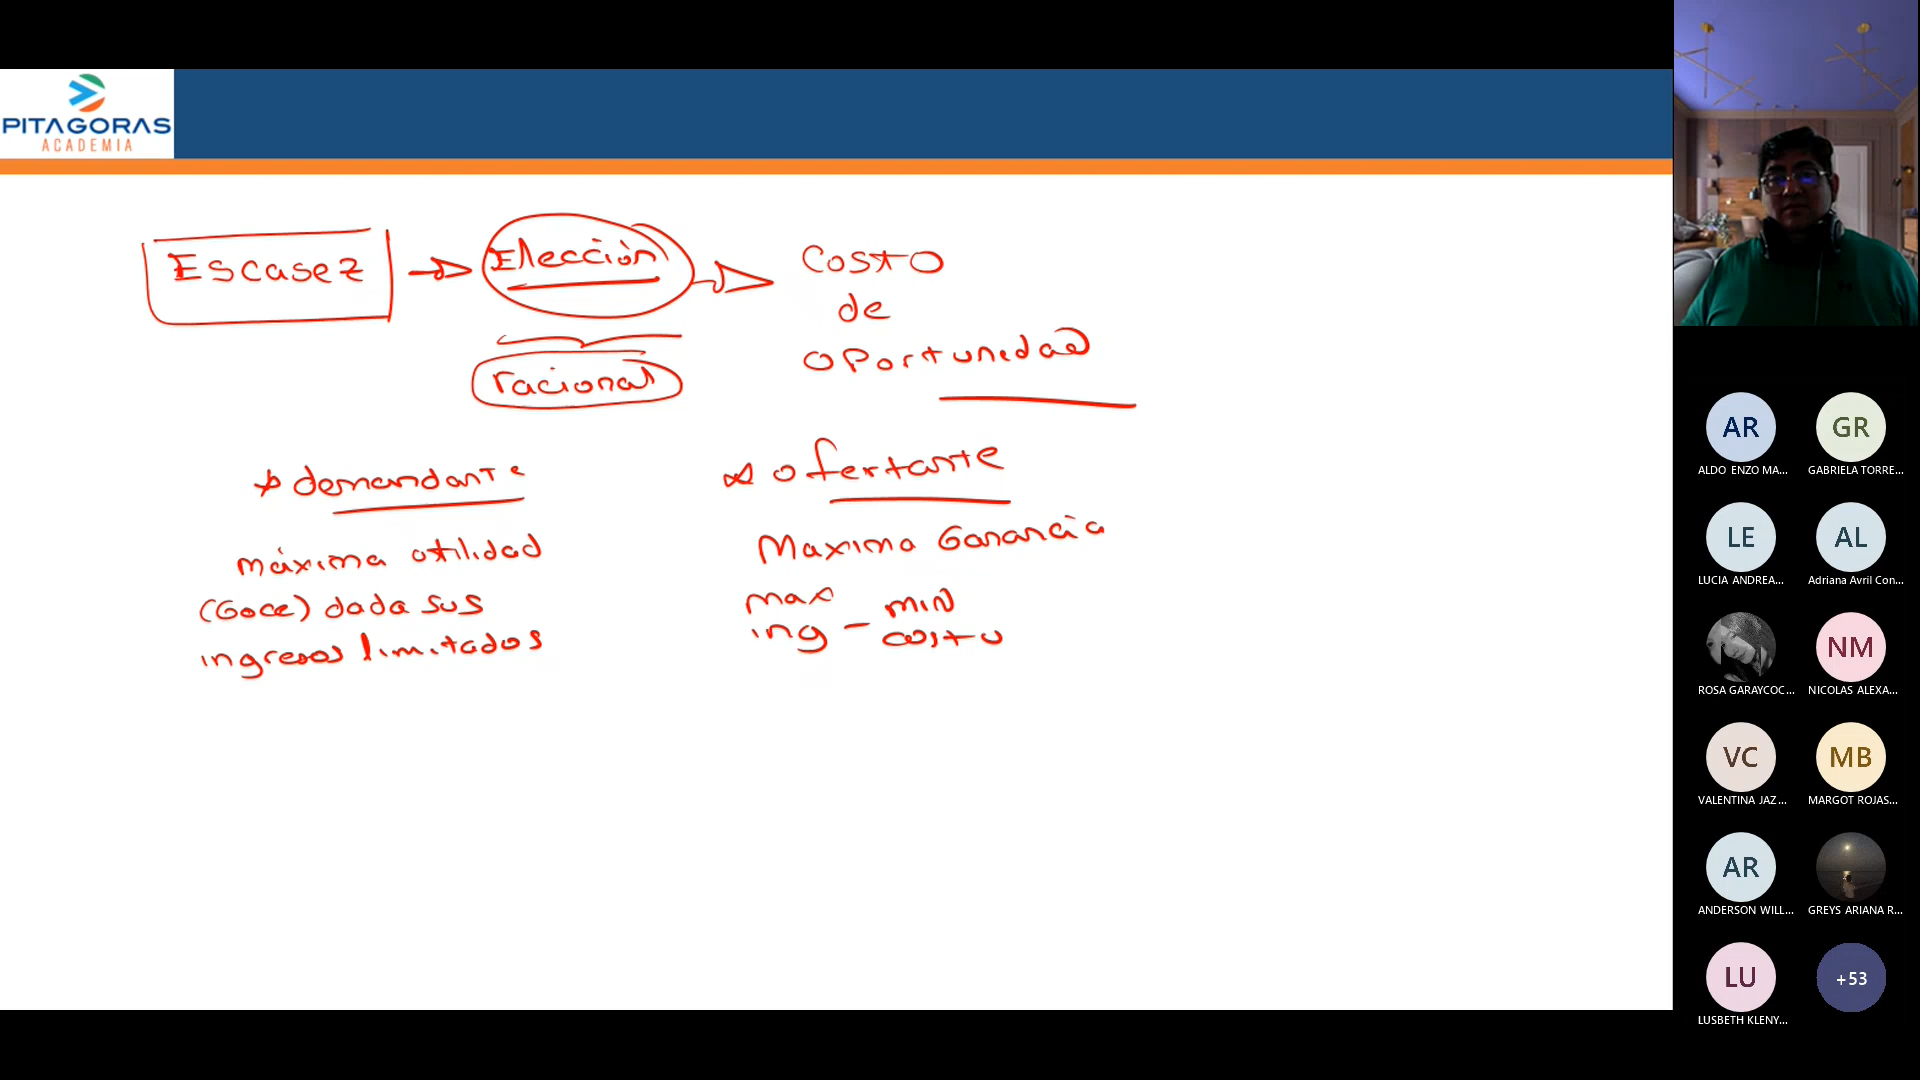 PITAGORAS
ACADEMIA
Escasez
Elección
racional
Costo
de
oportunidad
demandante
máxima utilidad
(Goce) dada sus
ingresos limitados
ofertante
Maxima Ganancia
max
ing - min
costo
AR
ALDO ENZO MA...
GR
GABRIELA TORRE...
LE
LUCIA ANDREA...
AL
Adriana Avril Con...
ROSA GARAYCOC...
NM
NICOLAS ALEXA...
VC
VALENTINA JAZ...
MB
MARGOT ROJAS...
AR
ANDERSON WILL...
GREYS ARIANA R...
LU
LUSBETH KLENY...
+53